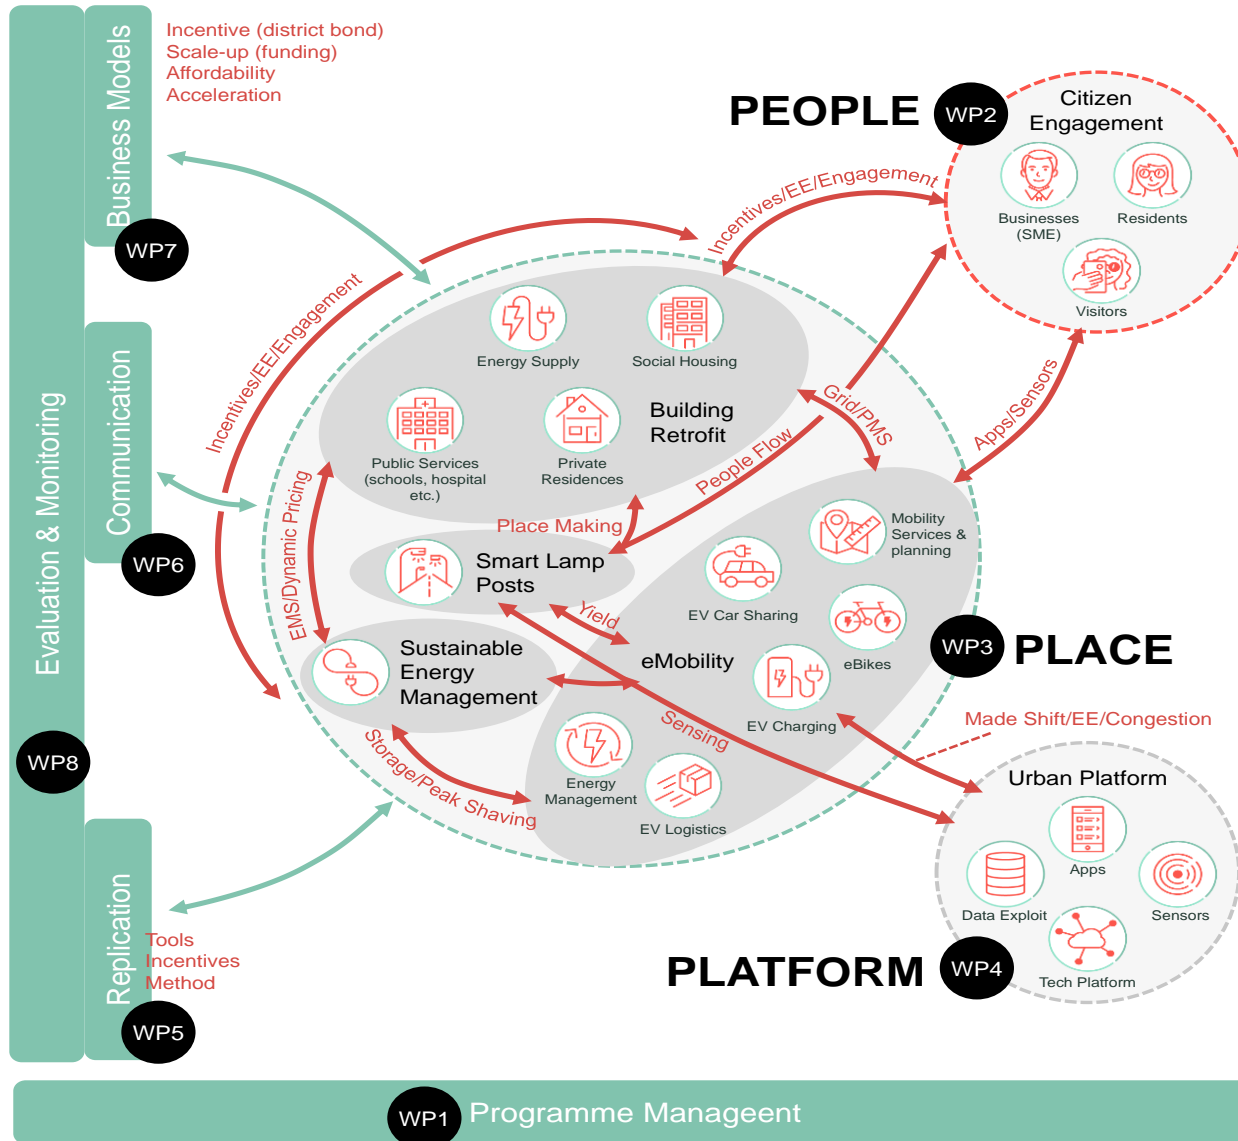 Incentive (district bond)
Scale-up (funding)
Affordability
Acceleration
Business Models
WP7
Evaluation & Monitoring
WP8
Communication
WP6
Replication
Tools
Incentives
Method
WP5
PEOPLE
WP2
Citizen
Engagement
Businesses
(SME)
Residents
Visitors
Incentives/EE/Engagement
Incentives/EE/Engagement
Apps/Sensors
Energy Supply
Social Housing
Building
Retrofit
Public Services
(schools, hospital
etc.)
Private
Residences
Grid/PMS
People Flow
Place Making
EMS/Dynamic Pricing
Smart Lamp
Posts
Yield
Sustainable
Energy
Management
Storage/Peak Shaving
Sensing
eMobility
Mobility
Services &
planning
EV Car Sharing
eBikes
EV Charging
Energy
Management
EV Logistics
WP3
PLACE
Made Shift/EE/Congestion
Urban Platform
Apps
Data Exploit
Sensors
Tech Platform
PLATFORM
WP4
WP1
Programme Manageent